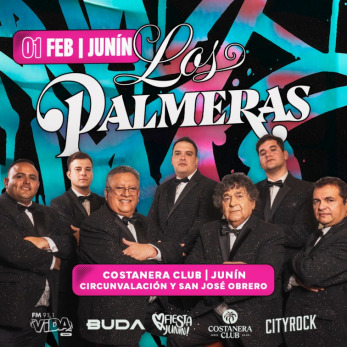 01 FEB | JUNÍN
Los
PALMERAS
COSTANERA CLUB | JUNÍN
CIRCUNVALACIÓN Y SAN JOSÉ OBRERO
FM 91.1
ViDA
BUDA
FIESTA
JUNÍN!
COSTANERA
CLUB
CITYROCK